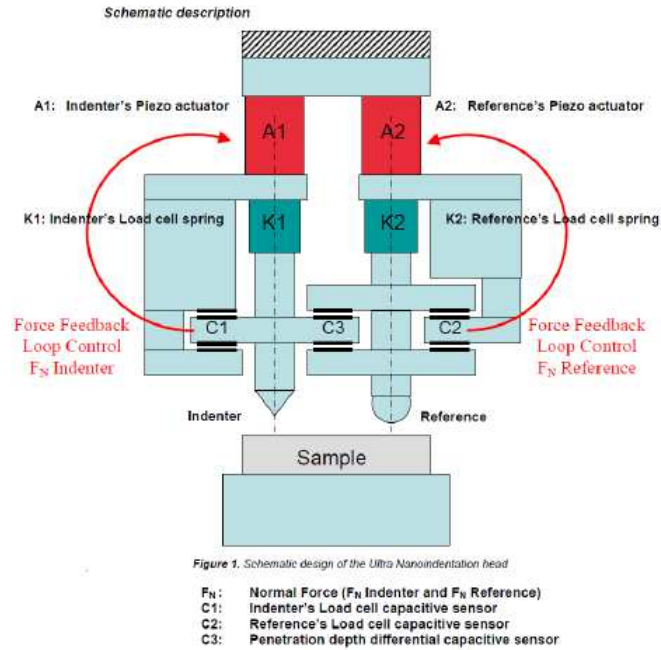 Schematic description
A1: Indenter's Piezo actuator
A2: Reference's Piezo actuator
A1
A2
K1: Indenter's Load cell spring
K1
K2
K2: Reference's Load cell spring
C1
C3
C2
Force Feedback
Loop Control
FN Indenter
Force Feedback
Loop Control
FN Reference
Indenter
Reference
Sample
Figure 1. Schematic design of the Ultra Nanoindentation head
FN: Normal Force (FN Indenter and FN Reference)
C1: Indenter's Load cell capacitive sensor
C2: Reference's Load cell capacitive sensor
C3: Penetration depth differential capacitive sensor